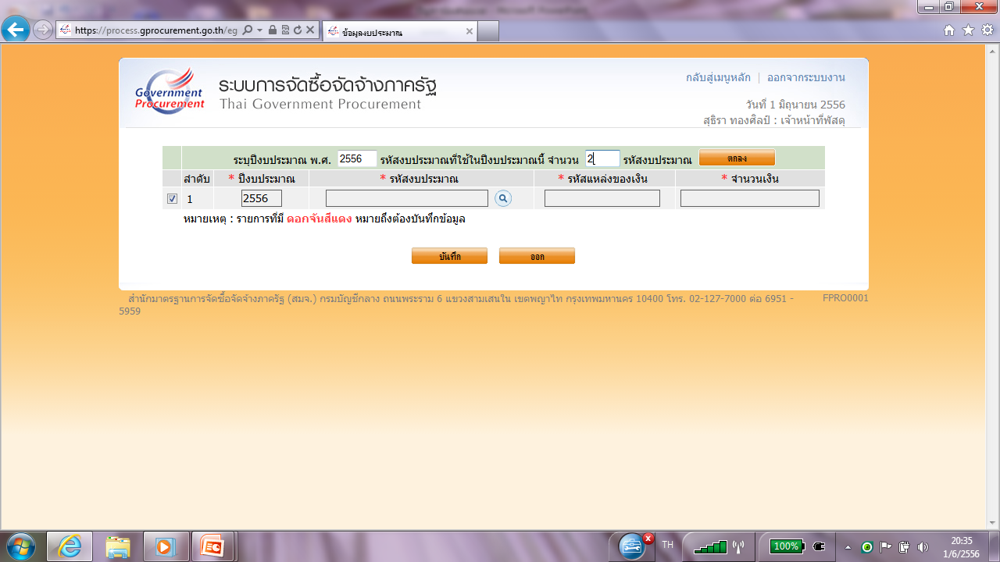 https://process.gprocurement.go.th/eg
ข้อมูลงบประมาณ
Government
Procurement
ระบบการจัดซื้อจัดจ้างภาครัฐ
Thai Government Procurement
กลับสู่เมนูหลัก | ออกจากระบบงาน
วันที่ 1 มิถุนายน 2556
สุธิรา ทองศิลป์ : เจ้าหน้าที่พัสดุ
ระบุปีงบประมาณ พ.ศ. 2556 รหัสงบประมาณที่ใช้ในปีงบประมาณนี้ จำนวน 2 รหัสงบประมาณ ตกลง
ลำดับ * ปีงบประมาณ * รหัสงบประมาณ * รหัสแหล่งของเงิน * จำนวนเงิน
1 2556
หมายเหตุ : รายการที่มี ดอกจันสีแดง หมายถึงต้องบันทึกข้อมูล
บันทึก ออก
สำนักมาตรฐานการจัดซื้อจัดจ้างภาครัฐ (สมจ.) กรมบัญชีกลาง ถนนพระราม 6 แขวงสามเสนใน เขตพญาไท กรุงเทพมหานคร 10400 โทร. 02-127-7000 ต่อ 6951 - FPRO0001
5959
TH 100% 20:35
1/6/2556